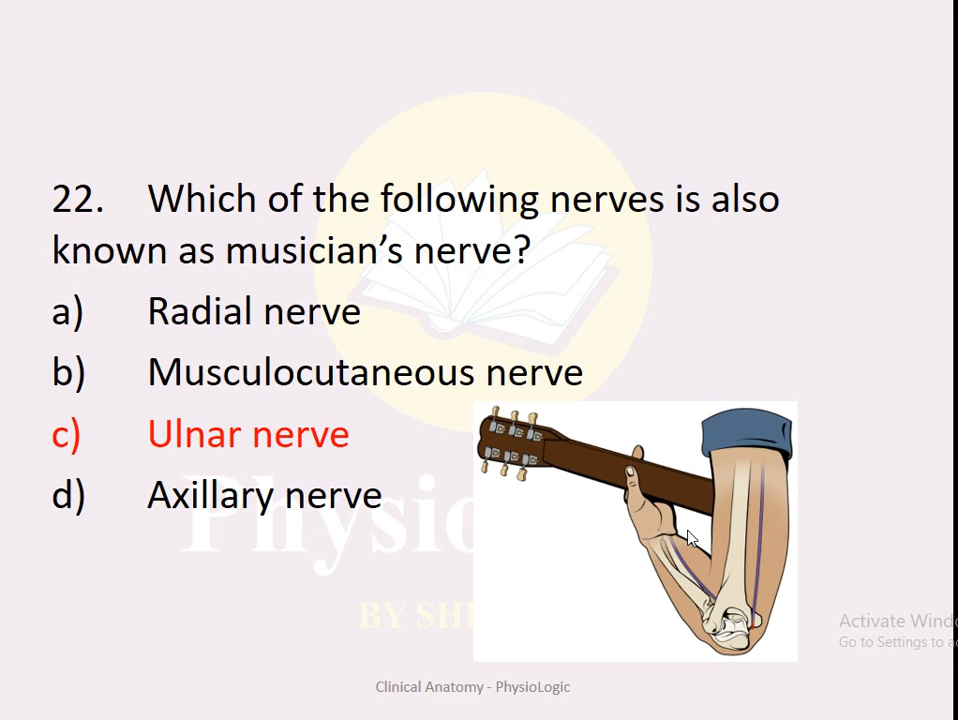 22. Which of the following nerves is also
known as musician's nerve?
a) Radial nerve
b) Musculocutaneous nerve
c) Ulnar nerve
d) Axillary nerve
BY
Activate
Go to Settings to
Clinical Anatomy - PhysioLogic